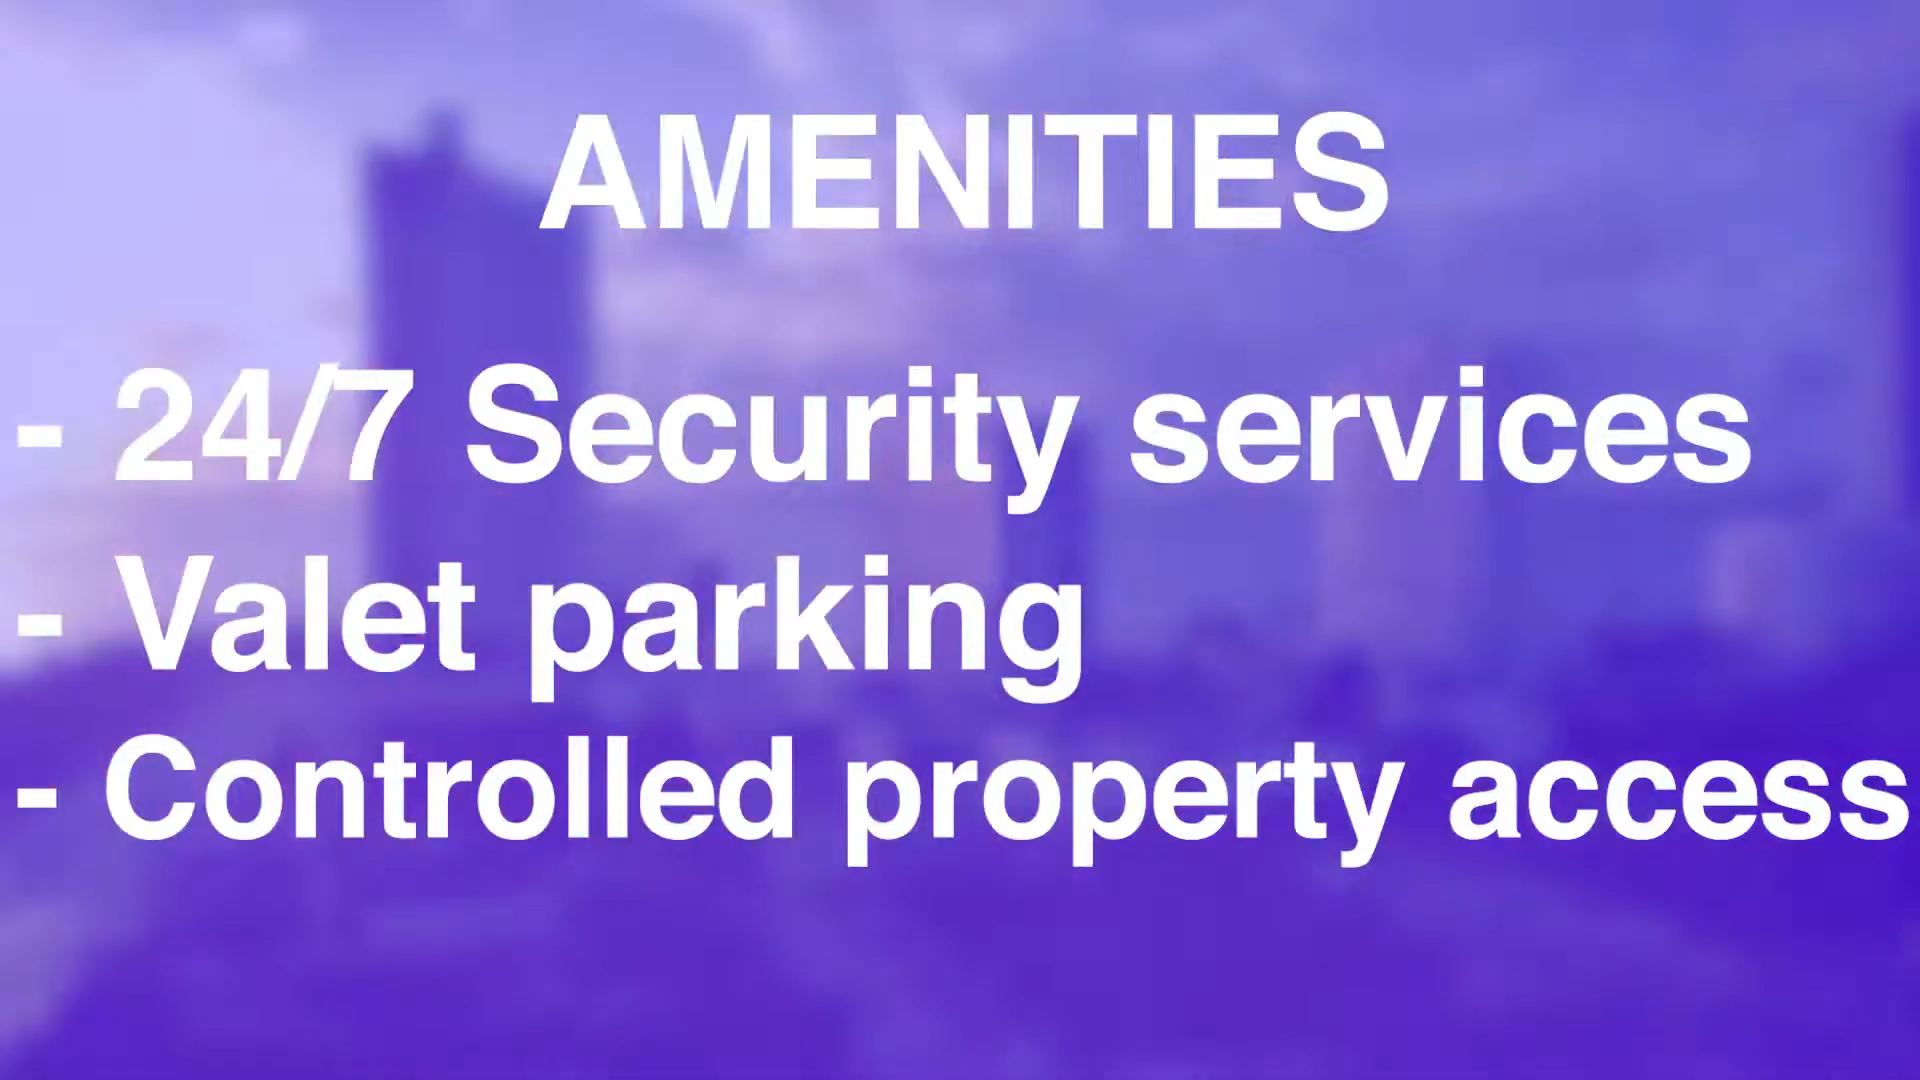 AMENITIES
- 24/7 Security services
- Valet parking
- Controlled property access